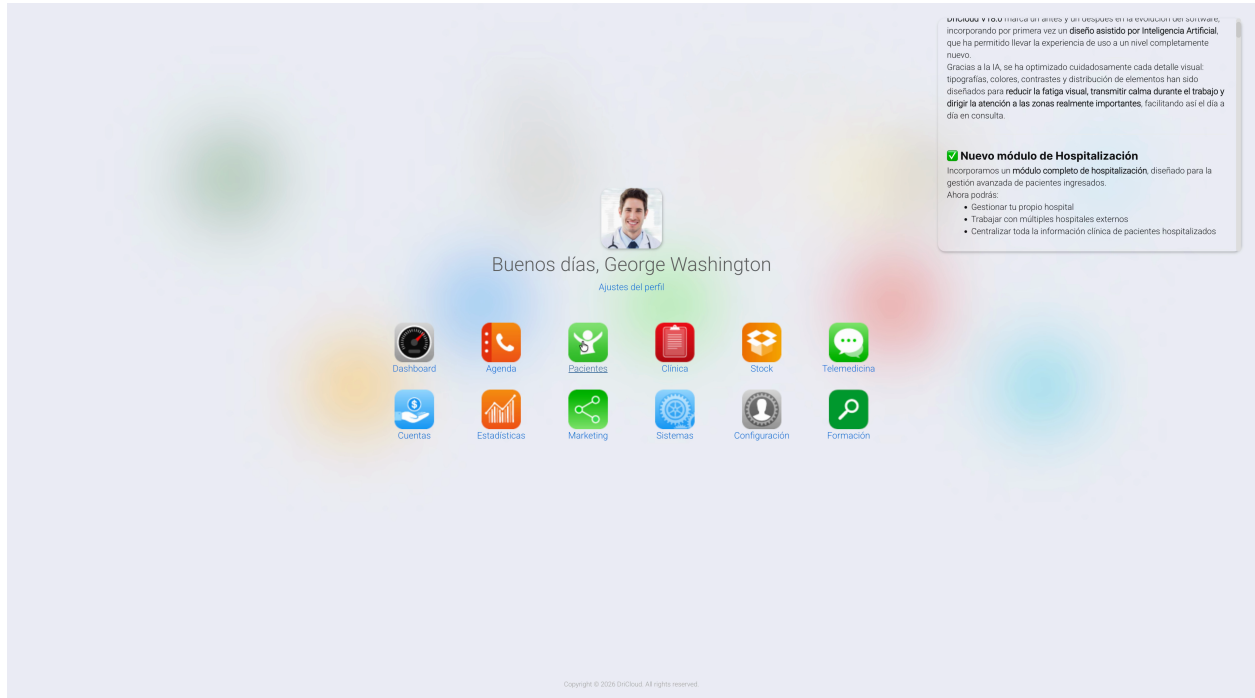 DriCloud V18.0 marca un antes y un después en la evolución del software,
incorporando por primera vez un diseño asistido por Inteligencia Artificial,
que ha permitido llevar la experiencia de uso a un nivel completamente
nuevo.
Gracias a la IA, se ha optimizado cuidadosamente cada detalle visual:
tipografías, colores, contrastes y distribución de elementos han sido
diseñados para reducir la fatiga visual, transmitir calma durante el trabajo y
dirigir la atención a las zonas realmente importantes, facilitando así el día a
día en consulta.
✅ Nuevo módulo de Hospitalización
Incorporamos un módulo completo de hospitalización, diseñado para la
gestión avanzada de pacientes ingresados.
Ahora podrás:
• Gestionar tu propio hospital
• Trabajar con múltiples hospitales externos
• Centralizar toda la información clínica de pacientes hospitalizados
Buenos días, George Washington
Ajustes del perfil
Dashboard
Agenda
Pacientes
Clínica
Stock
Telemedicina
Cuentas
Estadísticas
Marketing
Sistemas
Configuración
Formación
Copyright © 2026 DriCloud. All rights reserved.